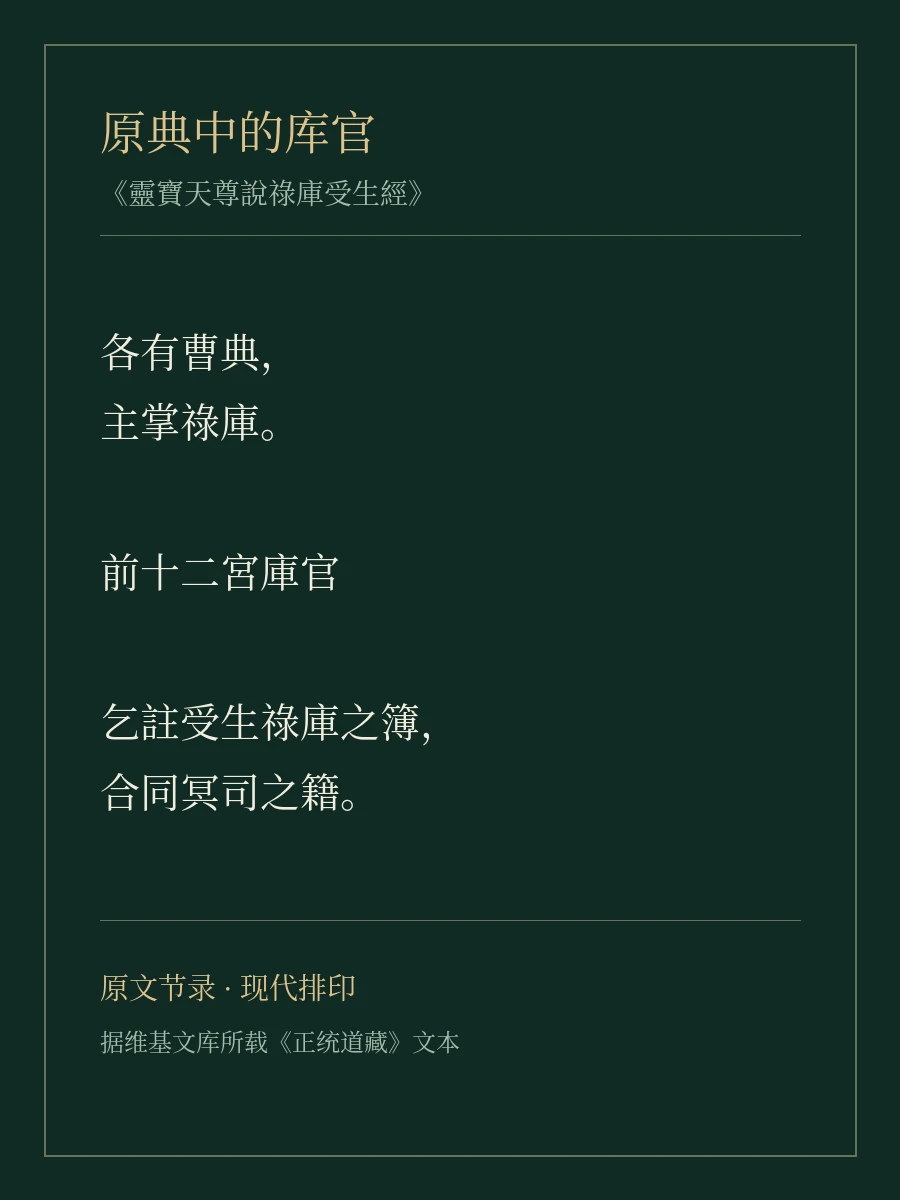 原典中的库官
《靈寶天尊說祿庫受生經》
各有曹典，
主掌祿庫。
前十二宮庫官
乞註受生祿庫之簿，
合同冥司之籍。
原文节录 · 现代排印
据维基文库所载《正统道藏》文本